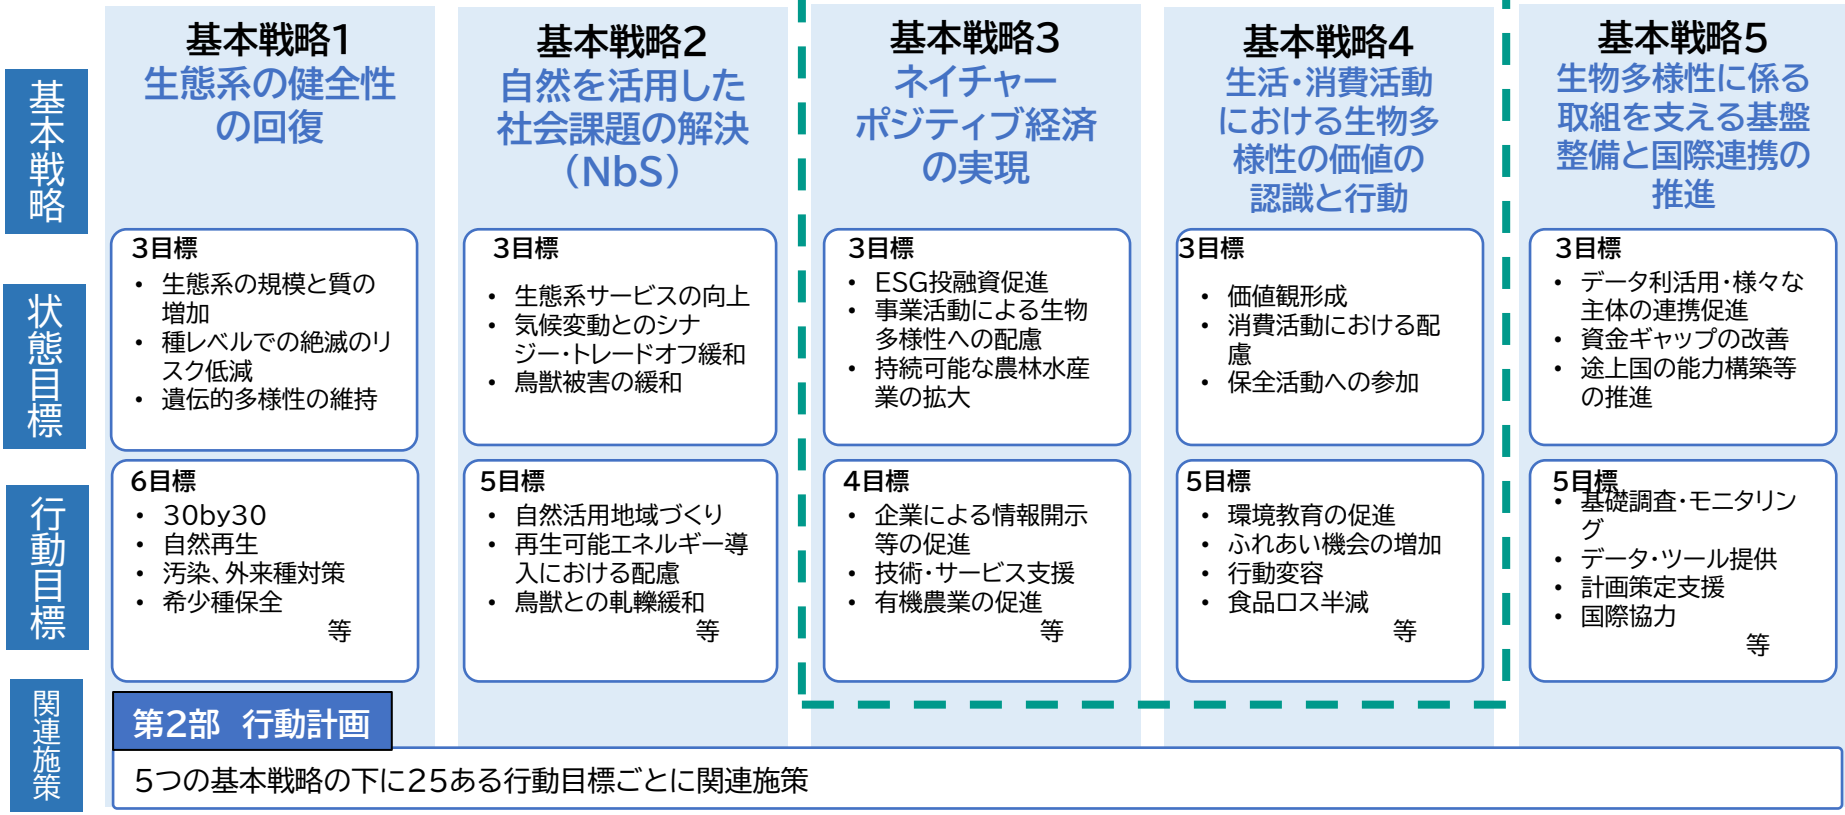 基本戦略
基本戦略1
生態系の健全性
の回復
基本戦略2
自然を活用した
社会課題の解決
（NbS）
基本戦略3
ネイチャー
ポジティブ経済
の実現
基本戦略4
生活・消費活動
における生物多
様性の価値の
認識と行動
基本戦略5
生物多様性に係る
取組を支える基盤
整備と国際連携の
推進
状態目標
3目標
• 生態系の規模と質の
増加
• 種レベルでの絶滅のリ
スク低減
• 遺伝的多様性の維持
3目標
• 生態系サービスの向上
• 気候変動とのシナ
ジー・トレードオフ緩和
• 鳥獣被害の緩和
3目標
• ESG投融資促進
• 事業活動による生物
多様性への配慮
• 持続可能な農林水産
業の拡大
3目標
• 価値観形成
• 消費活動における配
慮
• 保全活動への参加
3目標
• データ利活用・様々な
主体の連携促進
• 資金ギャップの改善
• 途上国の能力構築等
の推進
行動目標
6目標
• 30by30
• 自然再生
• 汚染、外来種対策
• 希少種保全
等
5目標
• 自然活用地域づくり
• 再生可能エネルギー導
入における配慮
• 鳥獣との軋轢緩和
等
4目標
• 企業による情報開示
等の促進
• 技術・サービス支援
• 有機農業の促進
等
5目標
• 環境教育の促進
• ふれあい機会の増加
• 行動変容
• 食品ロス半減
等
5目標
• 基礎調査・モニタリン
グ
• データ・ツール提供
• 計画策定支援
• 国際協力
等
関連施策
第2部 行動計画
5つの基本戦略の下に25ある行動目標ごとに関連施策